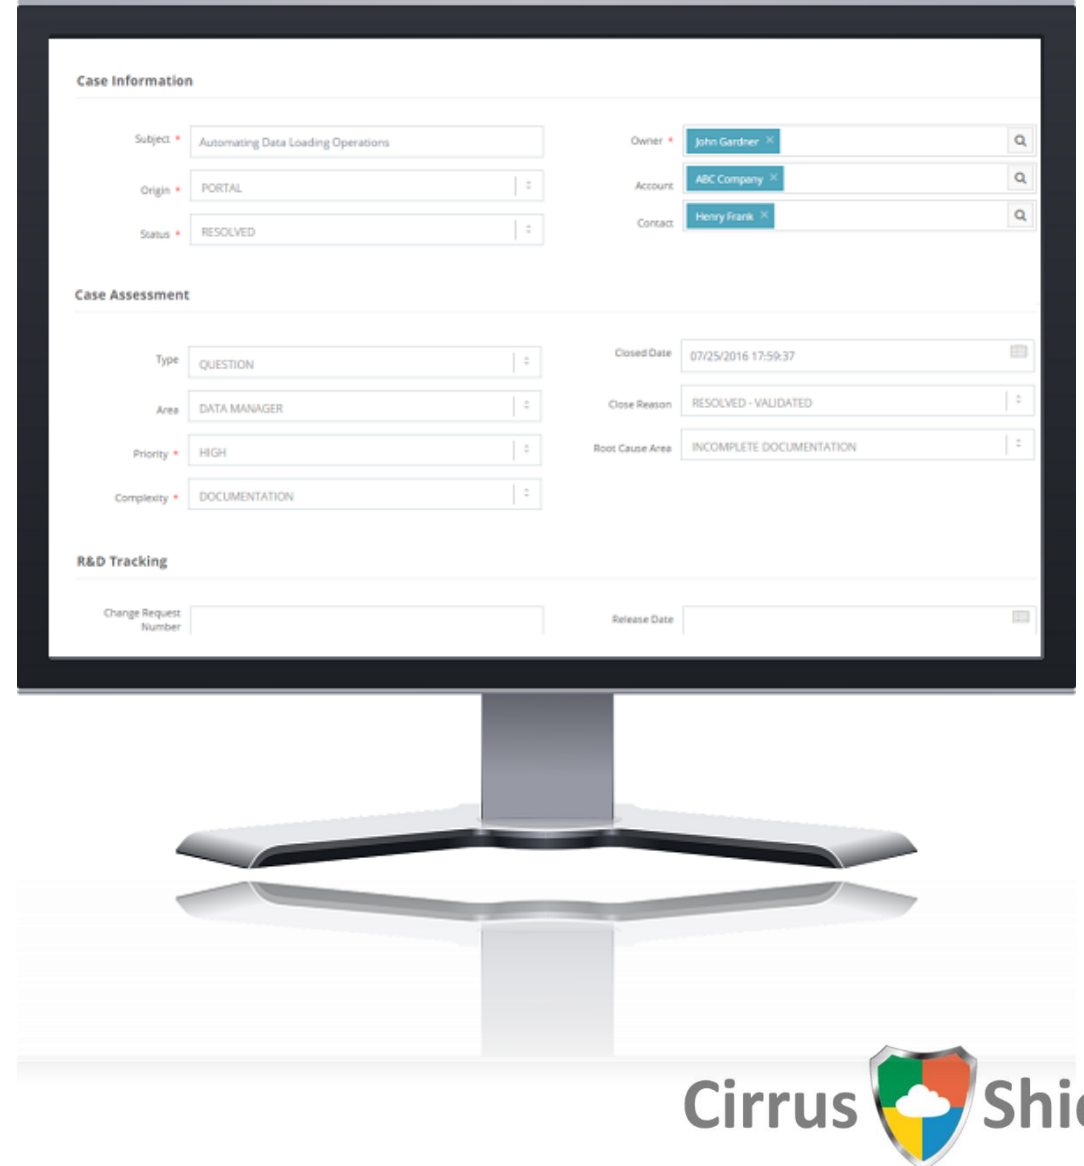 Case Information
Subject *
Automating Data Loading Operations
Owner *
John Gardner ×
Origin *
PORTAL
Account
ABC Company ×
Status *
RESOLVED
Contact
Henry Frank ×
Case Assessment
Type
QUESTION
Closed Date
07/25/2016 17:59:37
Area
DATA MANAGER
Close Reason
RESOLVED - VALIDATED
Priority *
HIGH
Root Cause Area
INCOMPLETE DOCUMENTATION
Complexity *
DOCUMENTATION
R&D Tracking
Change Request
Number
Release Date
Cirrus Shie